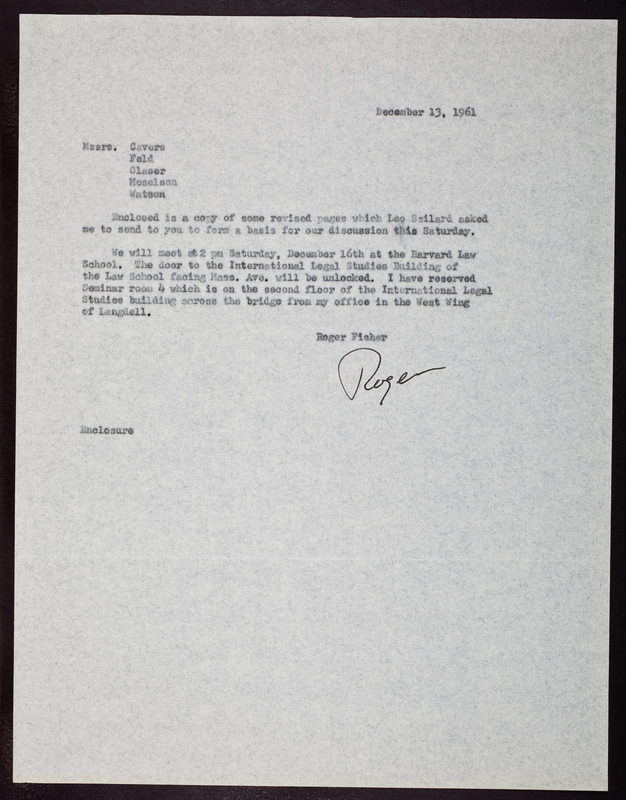 December 13, 1961
Messrs. Cavers
Feld
Glaser
Meselson
Watson
Enclosed is a copy of some revised pages which Leo Szilard asked
me to send to you to form a basis for our discussion this Saturday.
We will meet at 2 pm Saturday, December 16th at the Harvard Law
School. The door to the International Legal Studies Building of
the Law School facing Mass. Ave. will be unlocked. I have reserved
Seminar room 4 which is on the second floor of the International Legal
Studies building across the bridge from my office in the West Wing
of Langdell.
Roger Fisher
Roger
Enclosure